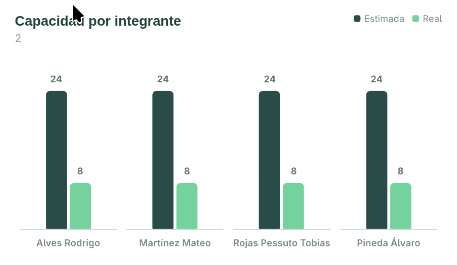 Capacidad por integrante
2
Estimada Real
24 8 24 8 24 8 24 8
Alves Rodrigo Martínez Mateo Rojas Pessuto Tobias Pineda Álvaro